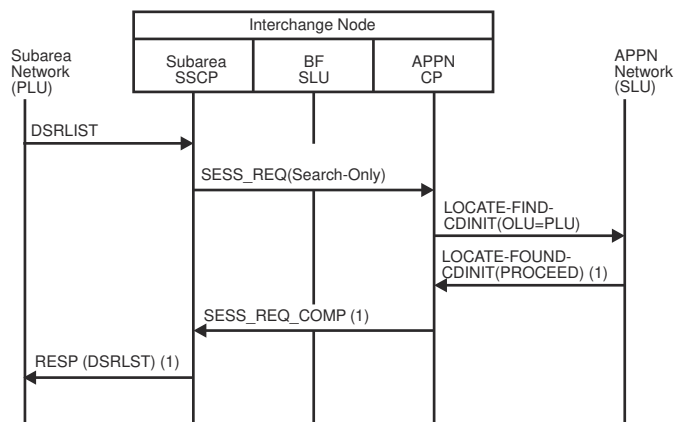 Interchange Node
Subarea
Network
(PLU)
Subarea
SSCP
BF
SLU
APPN
CP
APPN
Network
(SLU)
DSRLIST
SESS_REQ(Search-Only)
LOCATE-FIND-
CDINIT(OLU=PLU)
LOCATE-FOUND-
CDINIT(PROCEED) (1)
SESS_REQ_COMP (1)
RESP (DSRLST) (1)